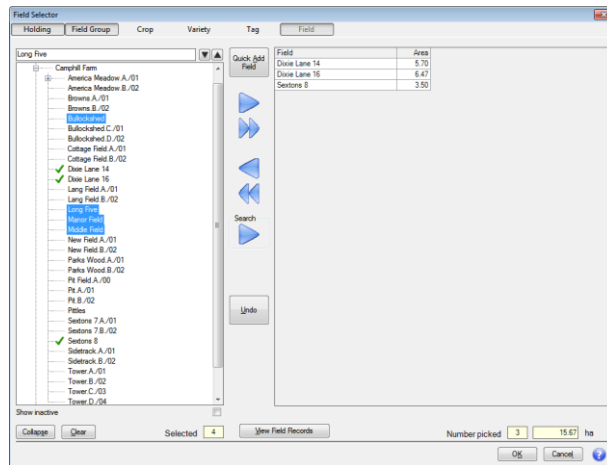 Field Selector
Holding Field Group Crop Variety Tag Field
Long Five
Camphill Farm
America Meadow.A./01
America Meadow.B./02
Browns.A./01
Browns.B./02
Bullockshed
Bullockshed.C./01
Bullockshed.D./02
Cottage Field.A./01
Cottage Field.B./02
Dixie Lane 14
Dixie Lane 16
Lang Field.A./01
Lang Field.B./02
Long Five
Manor Field
Middle Field
New Field.A./01
New Field.B./02
Parks Wood.A./01
Parks Wood.B./02
Pit Field.A./00
Pit.A./01
Pit.B./02
Pittles
Sextons 7.A./01
Sextons 7.B./02
Sextons 8
Sidetrack.A./01
Sidetrack.B./02
Tower.A./01
Tower.B./02
Tower.C./03
Tower.D./04
Show inactive
Collapse Clear Selected 4
Quick Add
Field
Search
Undo
View Field Records
Field Area
Dixie Lane 14 5.70
Dixie Lane 16 6.47
Sextons 8 3.50
Number picked 3 15.67 ha
OK Cancel ?